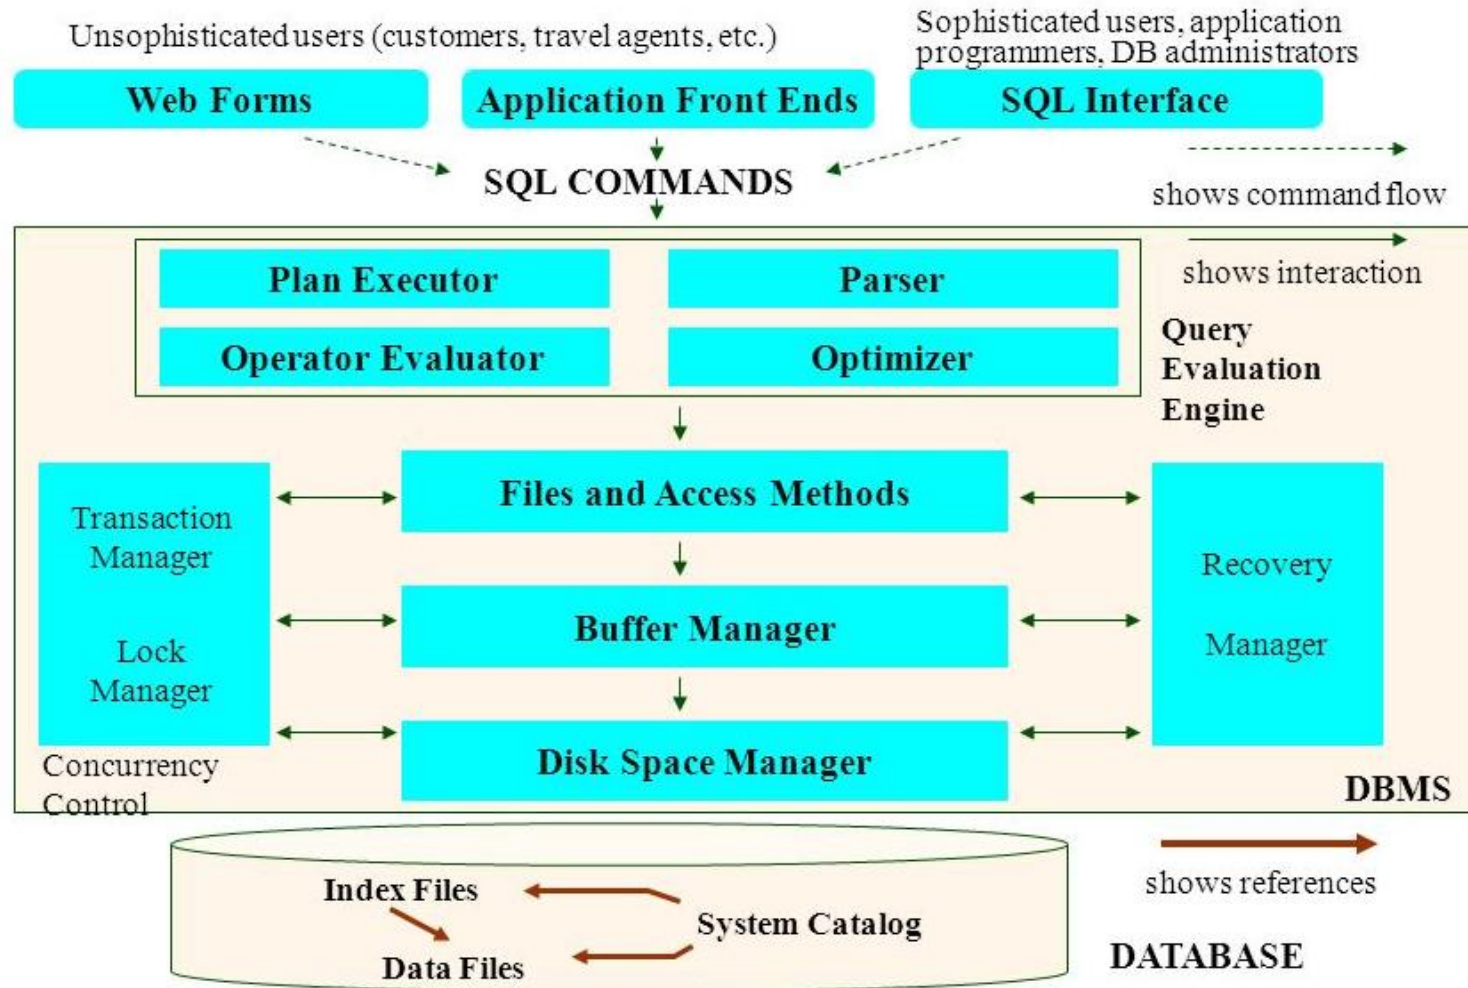 Unsophisticated users (customers, travel agents, etc.)
Sophisticated users, application
programmers, DB administrators
Web Forms
Application Front Ends
SQL Interface
SQL COMMANDS
shows command flow
shows interaction
Plan Executor
Parser
Operator Evaluator
Optimizer
Query
Evaluation
Engine
Files and Access Methods
Transaction
Manager
Recovery
Buffer Manager
Lock
Manager
Manager
Disk Space Manager
Concurrency
Control
DBMS
Index Files
shows references
System Catalog
Data Files
DATABASE